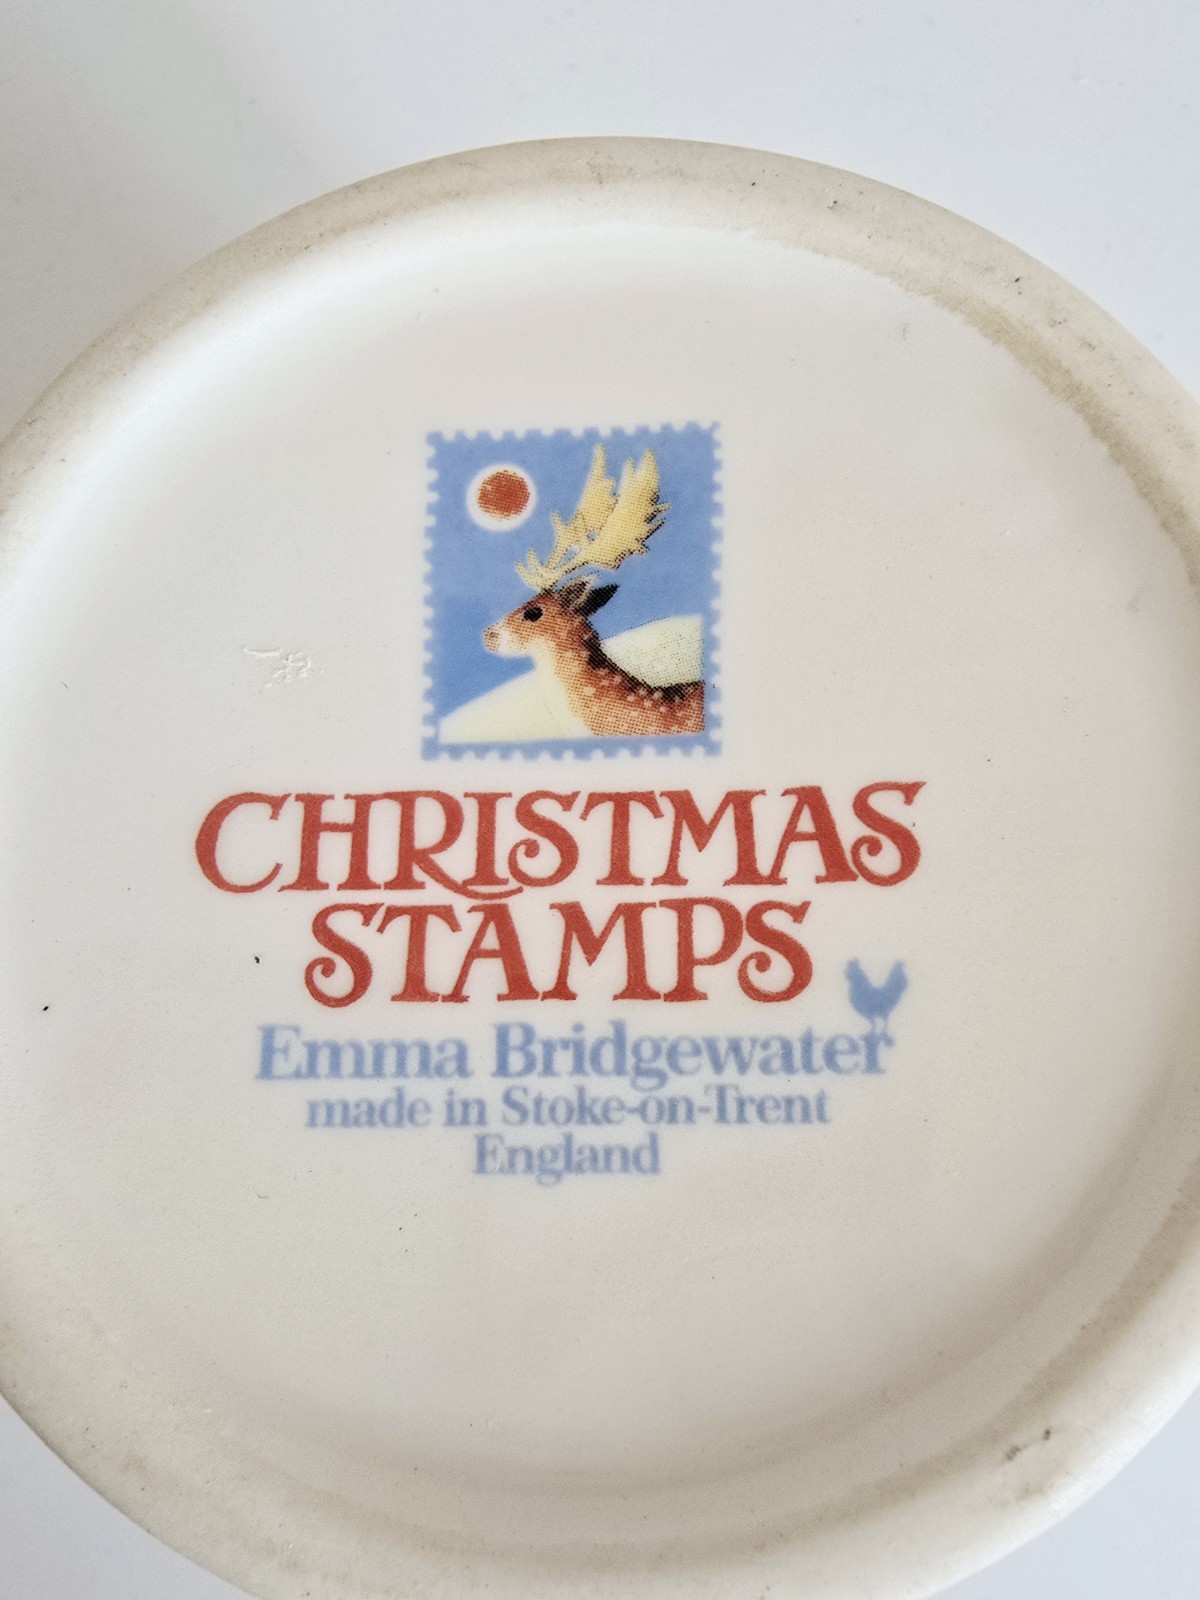 CHRISTMAS
STAMPS
Emma Bridgewater
made in Stoke-on-Trent
England